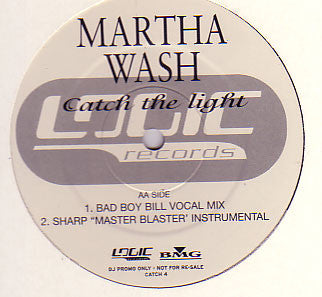 MARTHA
WASH
Catch the light
LOGIC
records
AA SIDE
1. BAD BOY BILL VOCAL MIX
2. SHARP "MASTER BLASTER' INSTRUMENTAL
LOGIC BMG
records
DJ PROMO ONLY - NOT FOR RE-SALE
CATCH 4